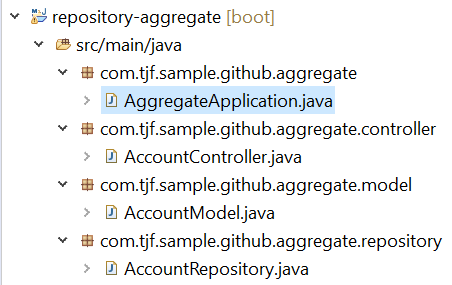 repository-aggregate [boot]
src/main/java
com.tjf.sample.github.aggregate
AggregateApplication.java
com.tjf.sample.github.aggregate.controller
AccountController.java
com.tjf.sample.github.aggregate.model
AccountModel.java
com.tjf.sample.github.aggregate.repository
AccountRepository.java